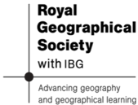 Royal
Geographical
Society
with IBG
Advancing geography
and geographical learning